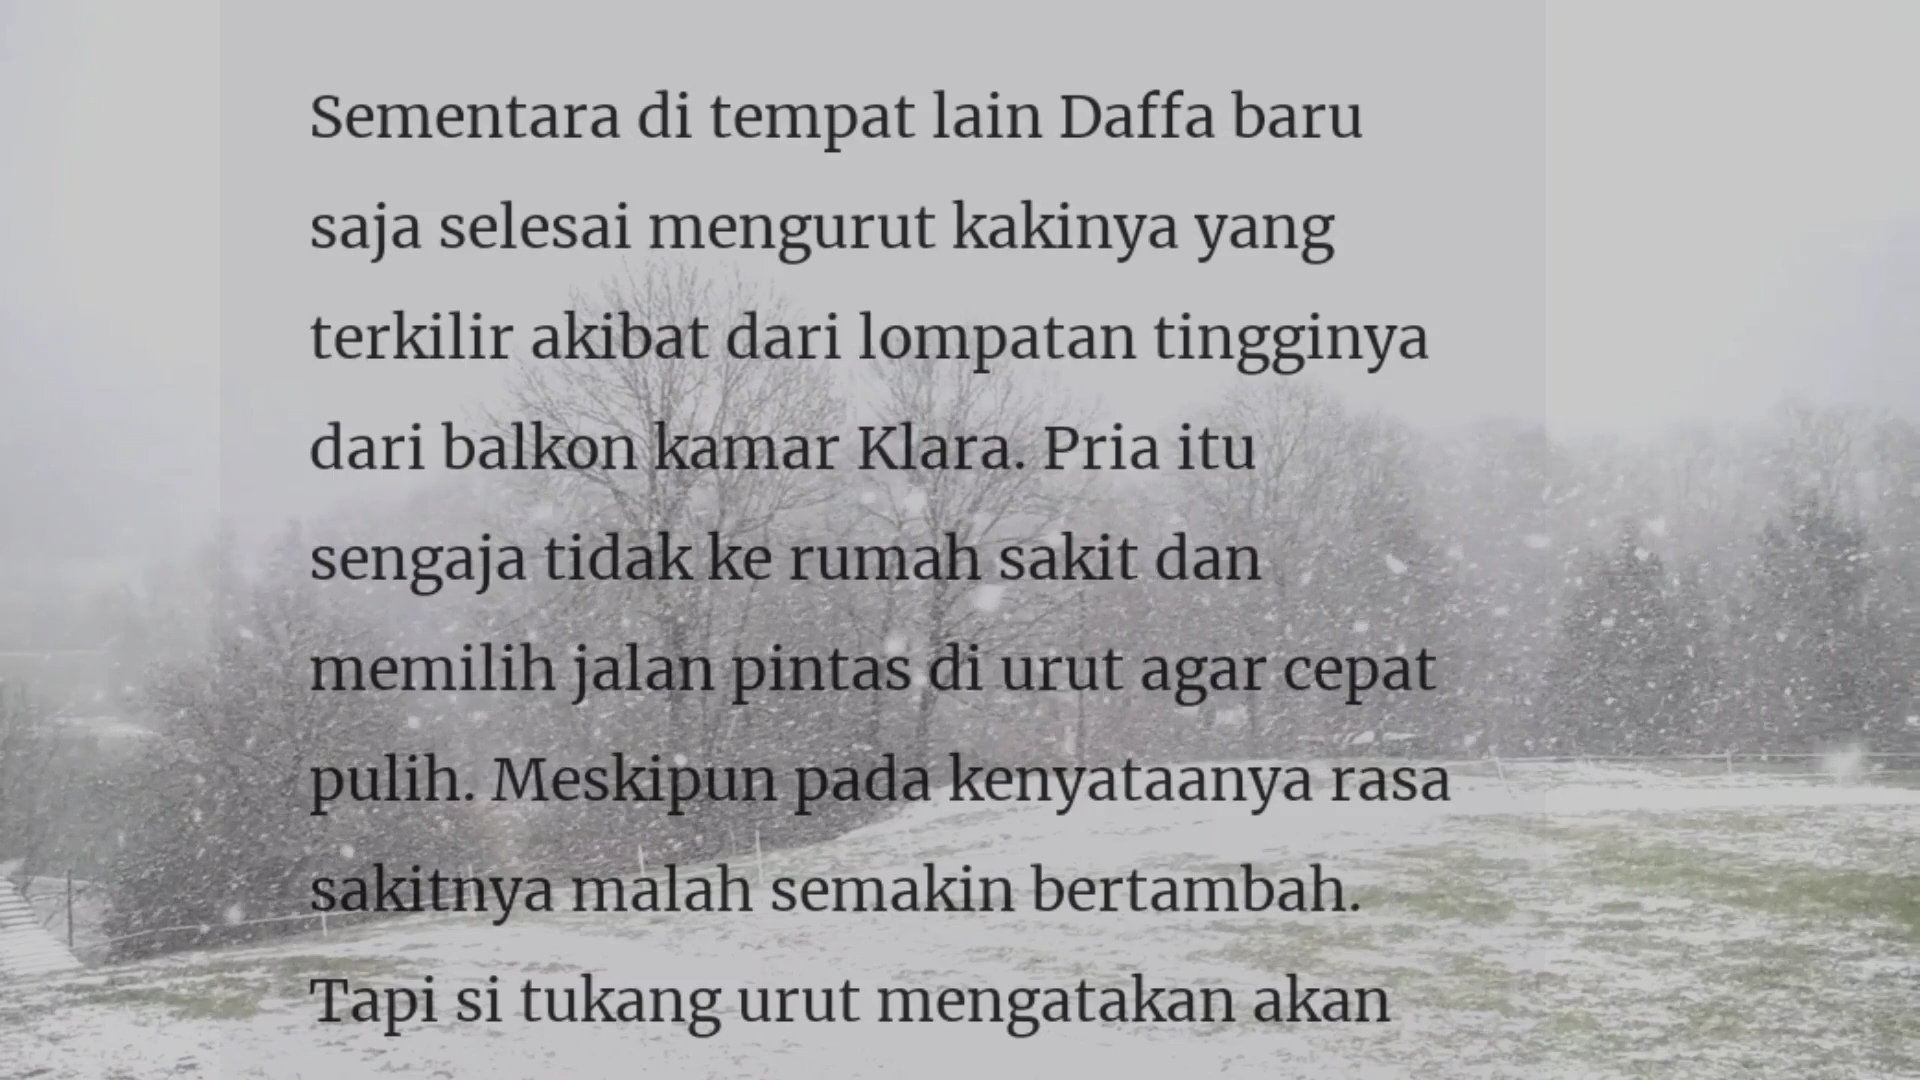 Sementara di tempat lain Daffa baru
saja selesai mengurut kakinya yang
terkilir akibat dari lompatan tingginya
dari balkon kamar Klara. Pria itu
sengaja tidak ke rumah sakit dan
memilih jalan pintas di urut agar cepat
pulih. Meskipun pada kenyataanya rasa
sakitnya malah semakin bertambah.
Tapi si tukang urut mengatakan akan